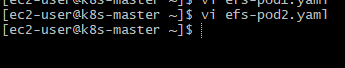 [ec2-user@k8s-master ~]$ vi efs-pod1.yaml
[ec2-user@k8s-master ~]$ vi efs-pod2.yaml
[ec2-user@k8s-master ~]$